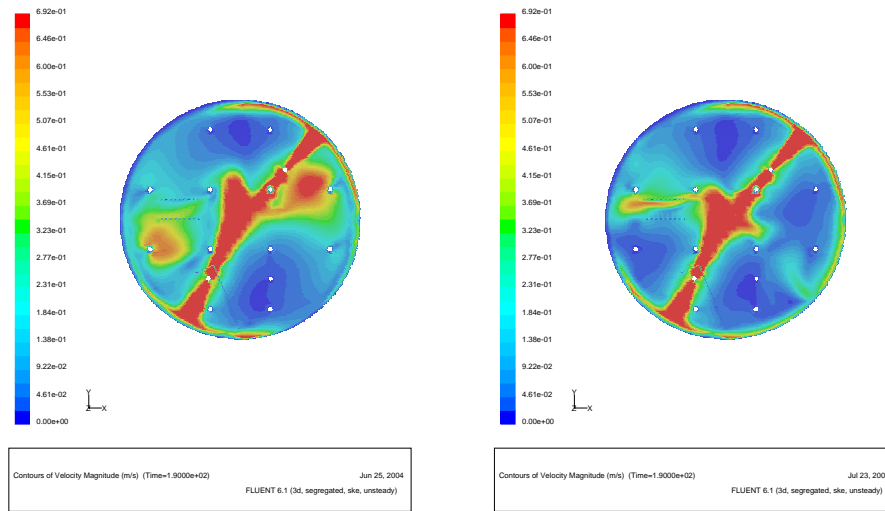 6.92e-01
6.46e-01
6.00e-01
5.53e-01
5.07e-01
4.61e-01
4.15e-01
3.69e-01
3.23e-01
2.77e-01
2.31e-01
1.84e-01
1.38e-01
9.22e-02
4.61e-02
0.00e+00
Y
Z X
Contours of Velocity Magnitude (m/s) (Time=1.9000e+02)
Jun 25, 2004
FLUENT 6.1 (3d, segregated, ske, unsteady)
6.92e-01
6.46e-01
6.00e-01
5.53e-01
5.07e-01
4.61e-01
4.15e-01
3.69e-01
3.23e-01
2.77e-01
2.31e-01
1.84e-01
1.38e-01
9.22e-02
4.61e-02
0.00e+00
Y
Z X
Contours of Velocity Magnitude (m/s) (Time=1.9000e+02)
Jul 23, 200
FLUENT 6.1 (3d, segregated, ske, unsteady)